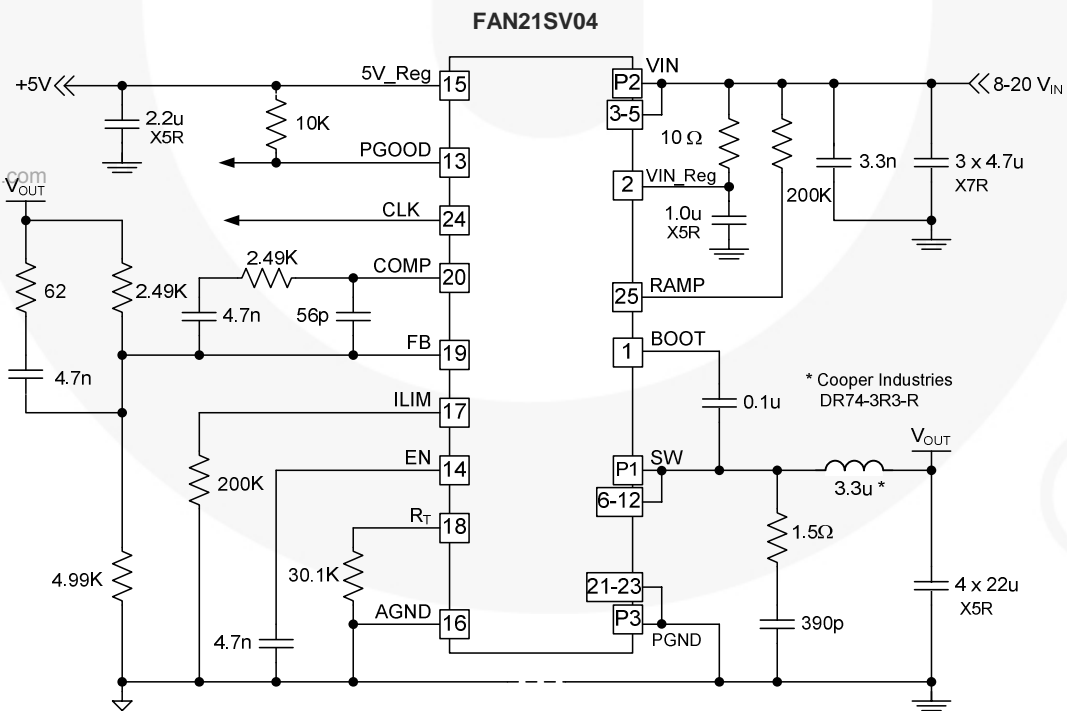 FAN21SV04
+5V
2.2u
X5R
10K
5V_Reg
15
PGOOD
13
.com
VOUT
CLK
24
62
2.49K
2.49K
COMP
20
4.7n
56p
FB
19
4.7n
ILIM
17
200K
EN
14
RT
18
30.1K
4.99K
AGND
16
4.7n
P2
VIN
3-5
8-20 VIN
10 Ω
200K
3.3n
3 x 4.7u
X7R
2
VIN_Reg
1.0u
X5R
25
RAMP
1
BOOT
0.1u
* Cooper Industries
DR74-3R3-R
P1
SW
6-12
VOUT
3.3u *
1.5Ω
390p
4 x 22u
X5R
21-23
P3
PGND